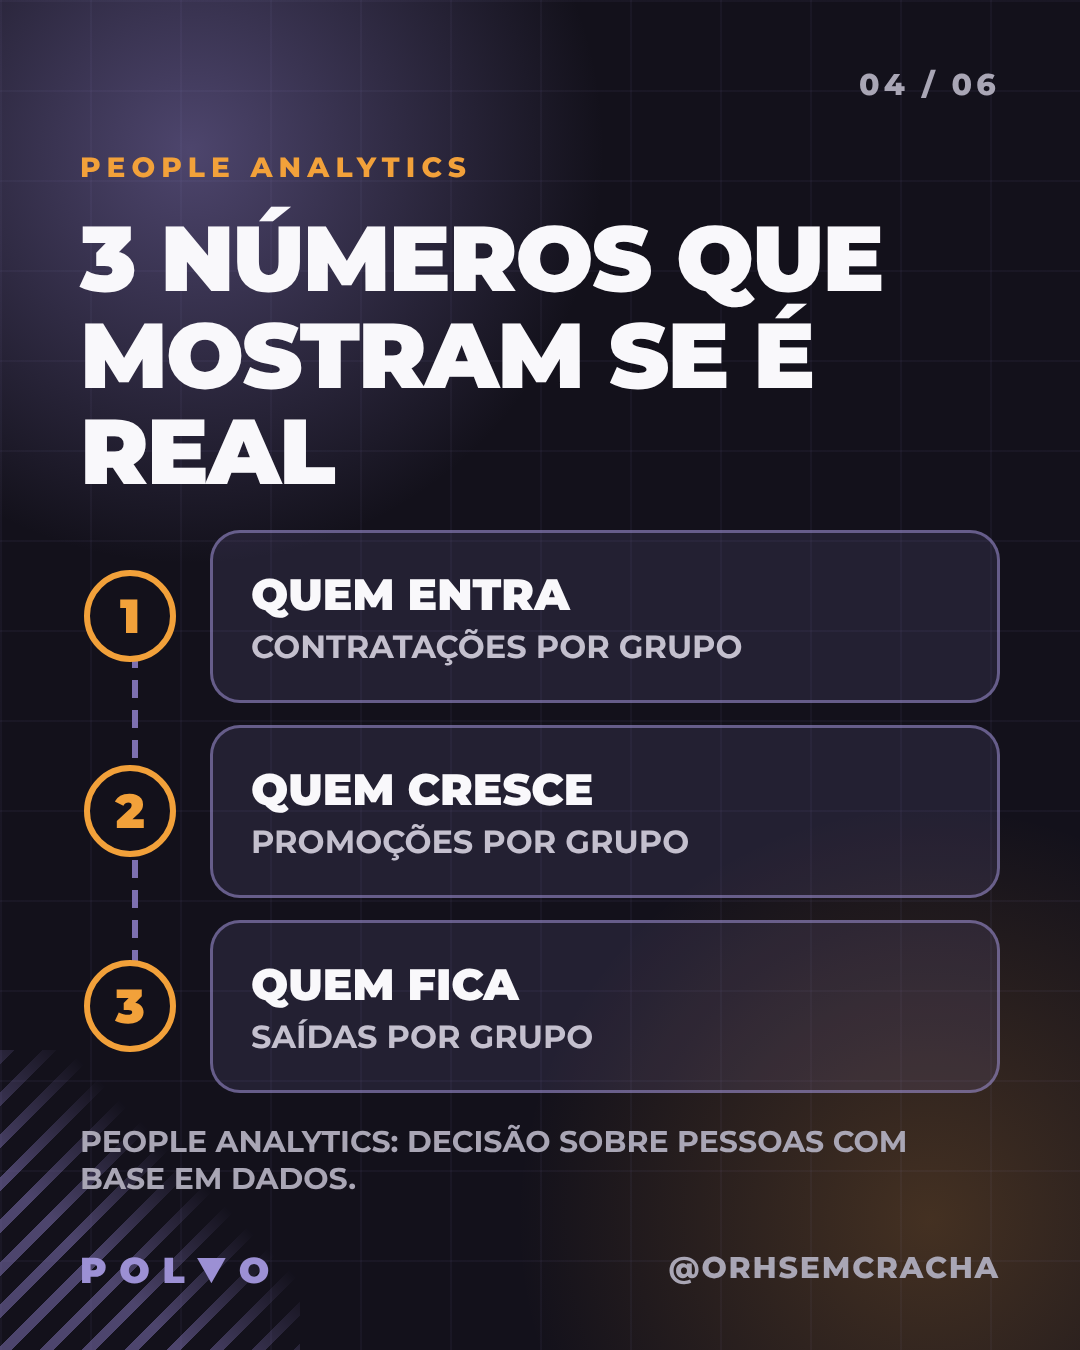 04 / 06
PEOPLE ANALYTICS
3 NÚMEROS QUE
MOSTRAM SE É
REAL
1
QUEM ENTRA
CONTRATAÇÕES POR GRUPO
2
QUEM CRESCE
PROMOÇÕES POR GRUPO
3
QUEM FICA
SAÍDAS POR GRUPO
PEOPLE ANALYTICS: DECISÃO SOBRE PESSOAS COM
BASE EM DADOS.
POL▼O
@ORHSEMCRACHA